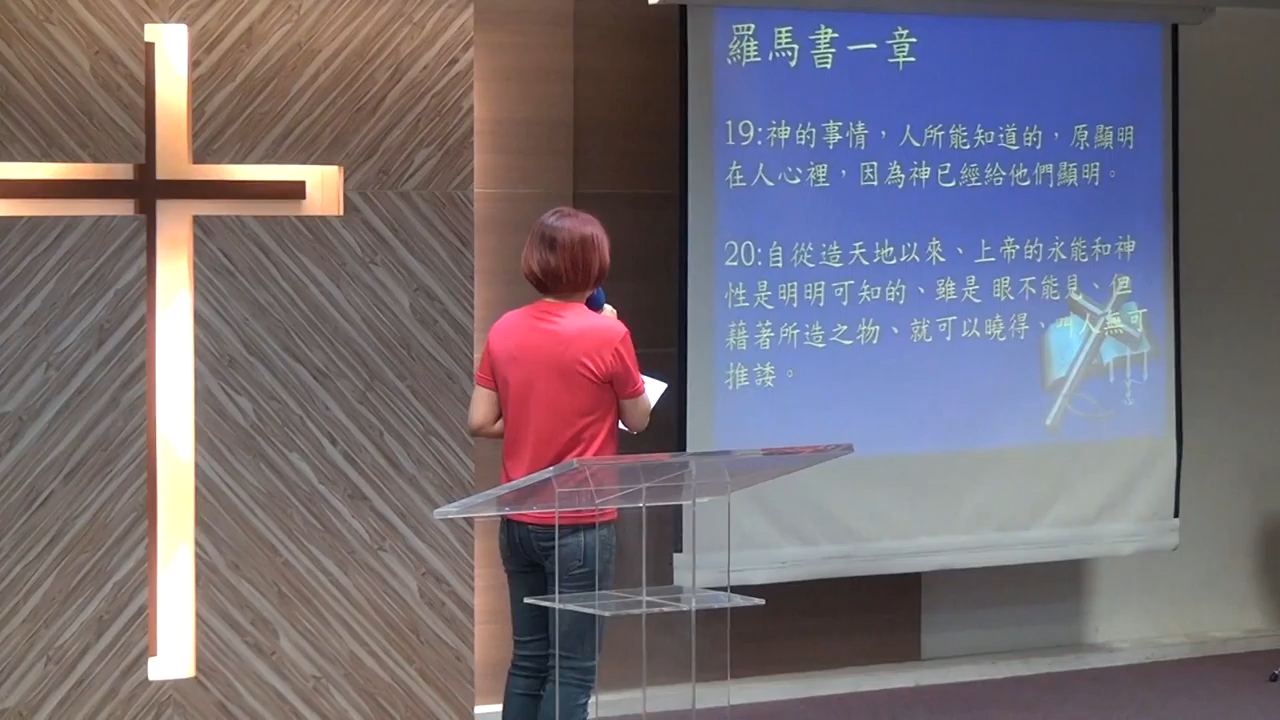 羅馬書一章
19:神的事情，人所能知道的，原顯明
在人心裡，因為神已經給他們顯明。
20:自從造天地以來、上帝的永能和神
性是明明可知的、雖是 眼不能見、但
藉著所造之物、就可以曉得、叫人無可
推諉。